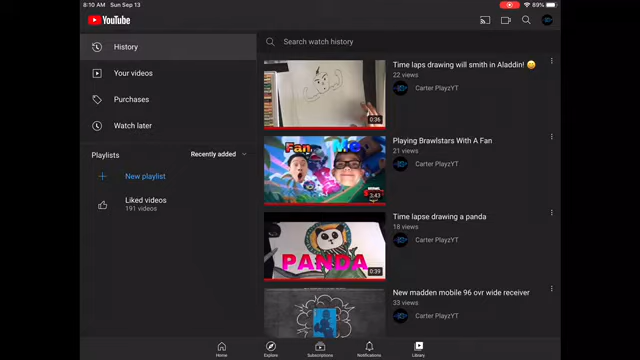 8:10 AM Sun Sep 13
YouTube
History
Your videos
Purchases
Watch later
Playlists
Recently added
New playlist
Liked videos
191 videos
Search watch history
Time laps drawing will smith in Aladdin! 😀
22 views
Carter PlayzYT
0:36
Fan Me
3:43
Playing Brawlstars With A Fan
21 views
Carter PlayzYT
PANDA
0:39
Time lapse drawing a panda
18 views
Carter PlayzYT
New madden mobile 96 ovr wide receiver
33 views
Carter PlayzYT
Home
Explore
Subscriptions
Notifications
Library